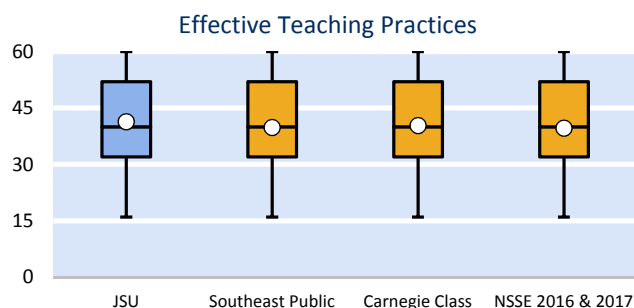 Effective Teaching Practices
60
45
30
15
0
JSU Southeast Public Carnegie Class NSSE 2016 & 2017